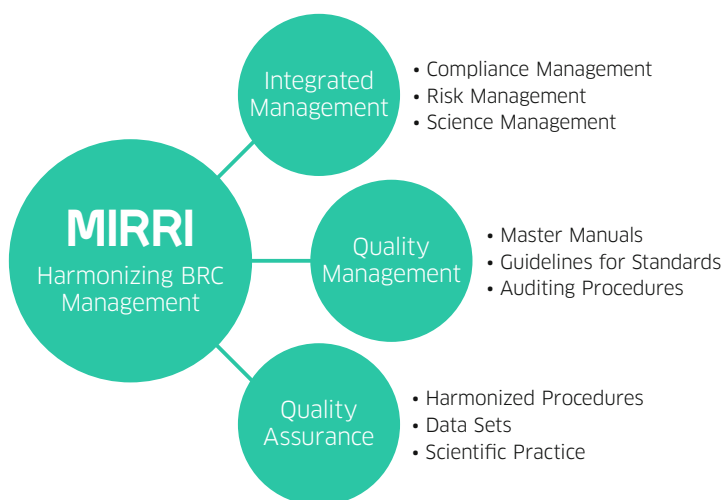 Integrated
Management
• Compliance Management
• Risk Management
• Science Management
MIRRI
Harmonizing BRC
Management
Quality
Management
• Master Manuals
• Guidelines for Standards
• Auditing Procedures
Quality
Assurance
• Harmonized Procedures
• Data Sets
• Scientific Practice